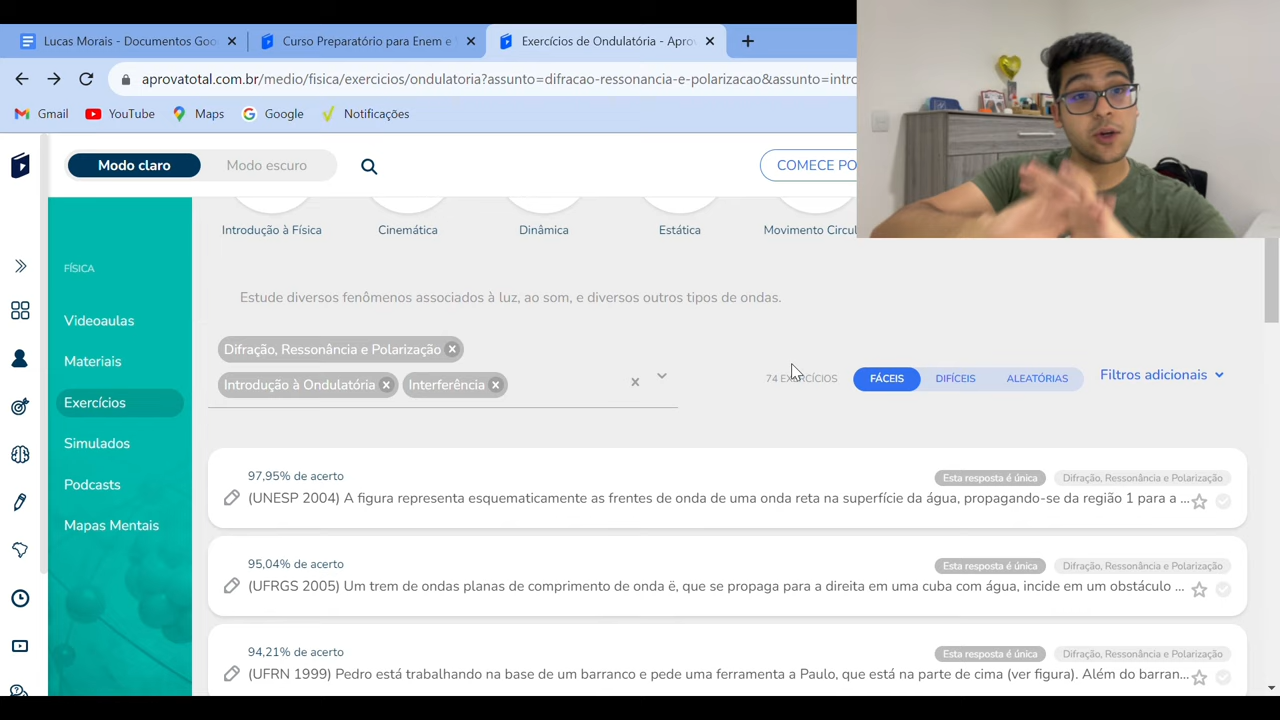 Lucas Morais - Documentos Goo
Curso Preparatório para Enem e
Exercícios de Ondulatória - Apro
aprovatotal.com.br/medio/fisica/exercicios/ondulatoria?assunto=difracao-ressonancia-e-polarizacao&assunto=intro
Gmail
YouTube
Maps
Google
Notificações
Modo claro
Modo escuro
COMECE PO
Introdução à Física
Cinemática
Dinâmica
Estática
Movimento Circul
FÍSICA
Videoaulas
Materiais
Exercícios
Simulados
Podcasts
Mapas Mentais
Estude diversos fenômenos associados à luz, ao som, e diversos outros tipos de ondas.
Difração, Ressonância e Polarização
Introdução à Ondulatória
Interferência
74 EXERCÍCIOS
FÁCEIS
DIFÍCEIS
ALEATÓRIAS
Filtros adicionais
97,95% de acerto
Esta resposta é única
Difração, Ressonância e Polarização
(UNESP 2004) A figura representa esquematicamente as frentes de onda de uma onda reta na superfície da água, propagando-se da região 1 para a ...
95,04% de acerto
Esta resposta é única
Difração, Ressonância e Polarização
(UFRGS 2005) Um trem de ondas planas de comprimento de onda ë, que se propaga para a direita em uma cuba com água, incide em um obstáculo ...
94,21% de acerto
Esta resposta é única
Difração, Ressonância e Polarização
(UFRN 1999) Pedro está trabalhando na base de um barranco e pede uma ferramenta a Paulo, que está na parte de cima (ver figura). Além do barran...